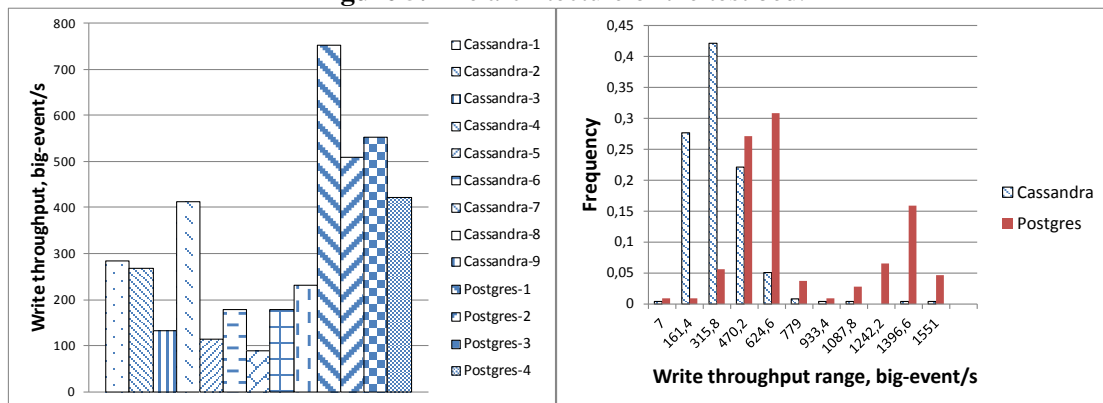 800
700
600
500
400
300
200
100
0
Write throughput, big-event/s
Cassandra-1
Cassandra-2
Cassandra-3
Cassandra-4
Cassandra-5
Cassandra-6
Cassandra-7
Cassandra-8
Cassandra-9
Postgres-1
Postgres-2
Postgres-3
Postgres-4
0,45
0,4
0,35
0,3
0,25
0,2
0,15
0,1
0,05
0
Frequency
7
161,4
315,8
470,2
624,6
779
933,4
1087,8
1242,2
1396,6
1551
Write throughput range, big-event/s
Cassandra
Postgres